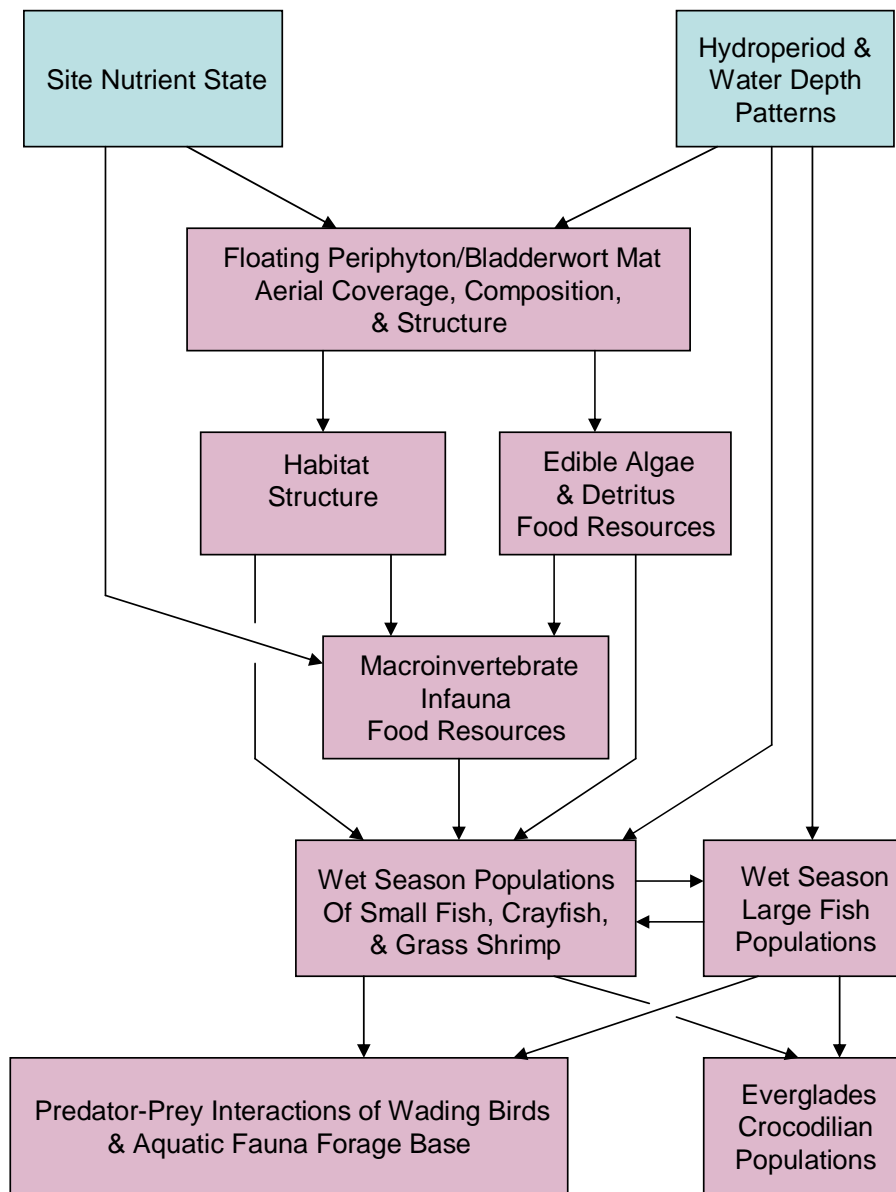 Site Nutrient State
Hydroperiod &
Water Depth
Patterns
Floating Periphyton/Bladderwort Mat
Aerial Coverage, Composition,
& Structure
Habitat
Structure
Edible Algae
& Detritus
Food Resources
Macroinvertebrate
Infauna
Food Resources
Wet Season Populations
Of Small Fish, Crayfish,
& Grass Shrimp
Wet Season
Large Fish
Populations
Predator-Prey Interactions of Wading Birds
& Aquatic Fauna Forage Base
Everglades
Crocodilian
Populations